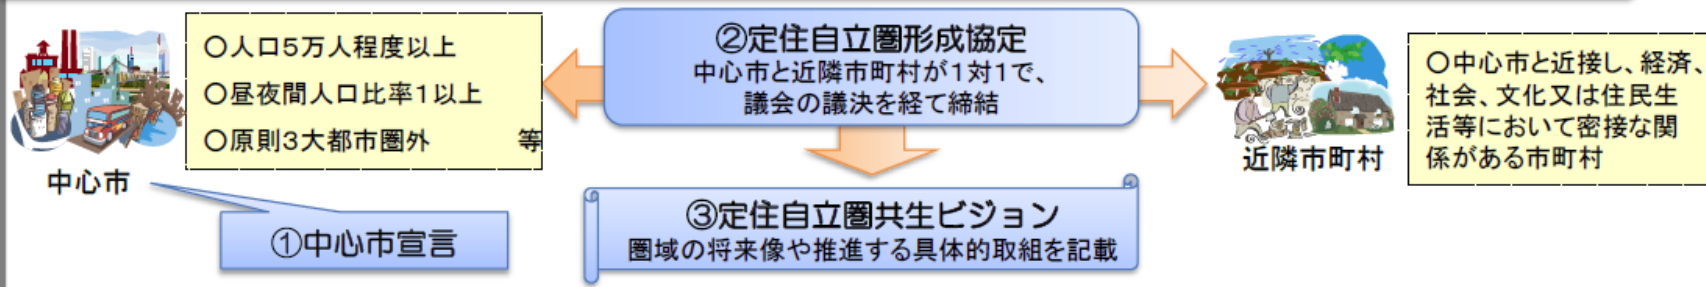 ○人口5万人程度以上
○昼夜間人口比率1以上
○原則3大都市圏外 等
中心市
①中心市宣言
②定住自立圏形成協定
中心市と近隣市町村が1対1で、
議会の議決を経て締結
③定住自立圏共生ビジョン
圏域の将来像や推進する具体的取組を記載
近隣市町村
○中心市と近接し、経済、
社会、文化又は住民生
活等において密接な関
係がある市町村